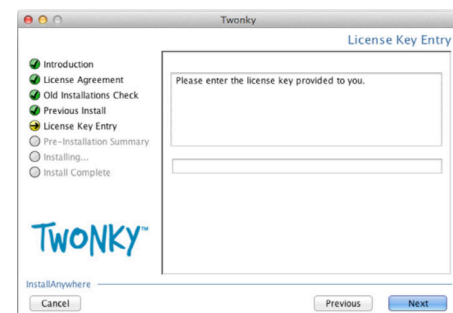 Twonky
License Key Entry
Introduction
License Agreement
Old Installations Check
Previous Install
License Key Entry
Pre-Installation Summary
Installing...
Install Complete
Please enter the license key provided to you.
TWONKY™
InstallAnywhere
Cancel
Previous
Next